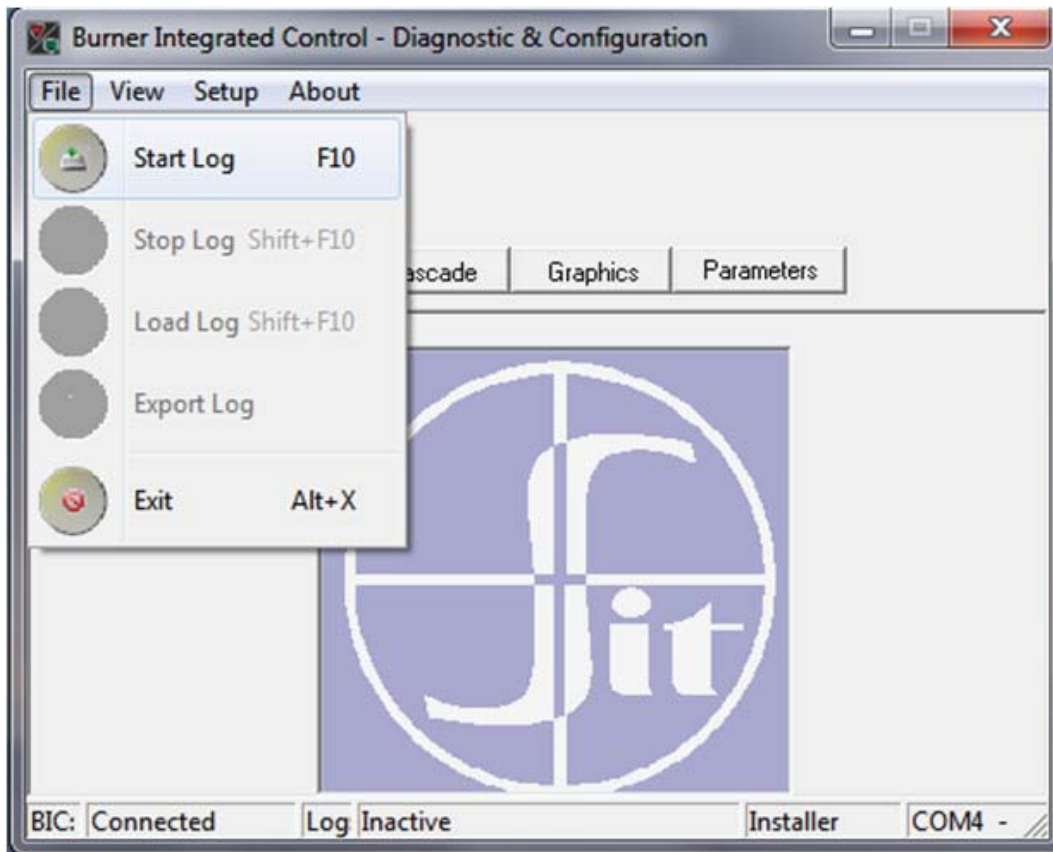 Burner Integrated Control - Diagnostic & Configuration
File View Setup About
Start Log F10
Stop Log Shift+F10
ascade Graphics Parameters
Load Log Shift+F10
Export Log
Exit Alt+X
Sit
BIC: Connected Log Inactive Installer COM4 -